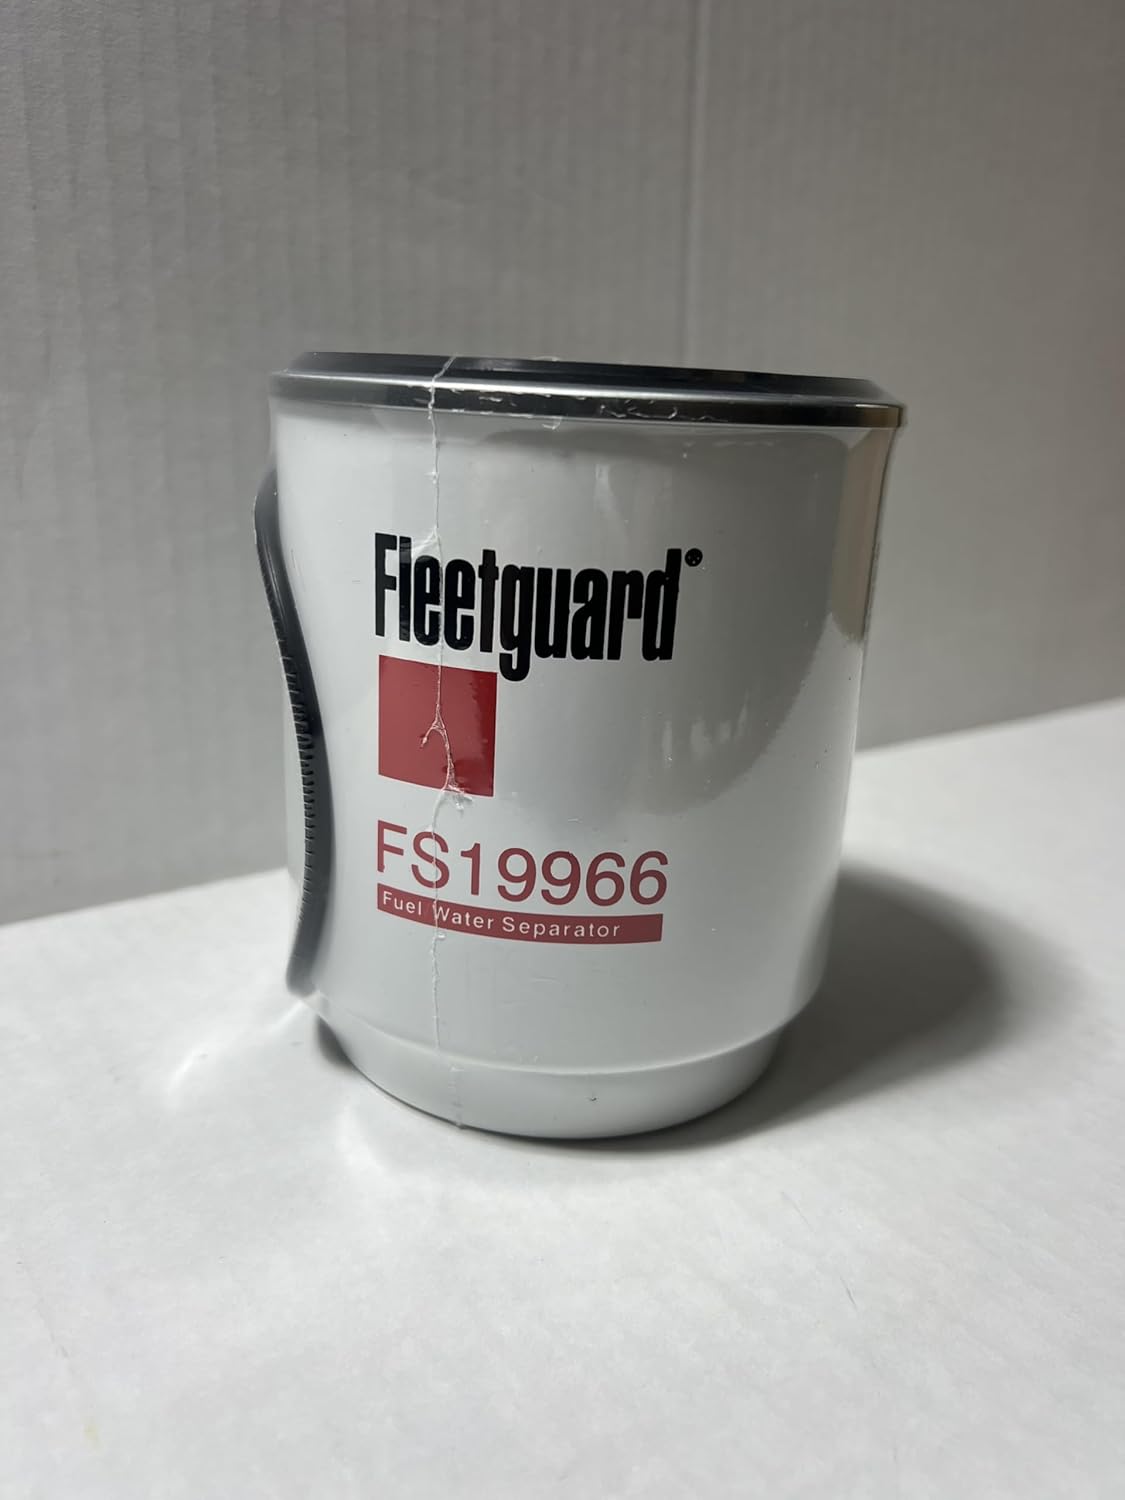 Fleetguard®
FS19966
Fuel Water Separator